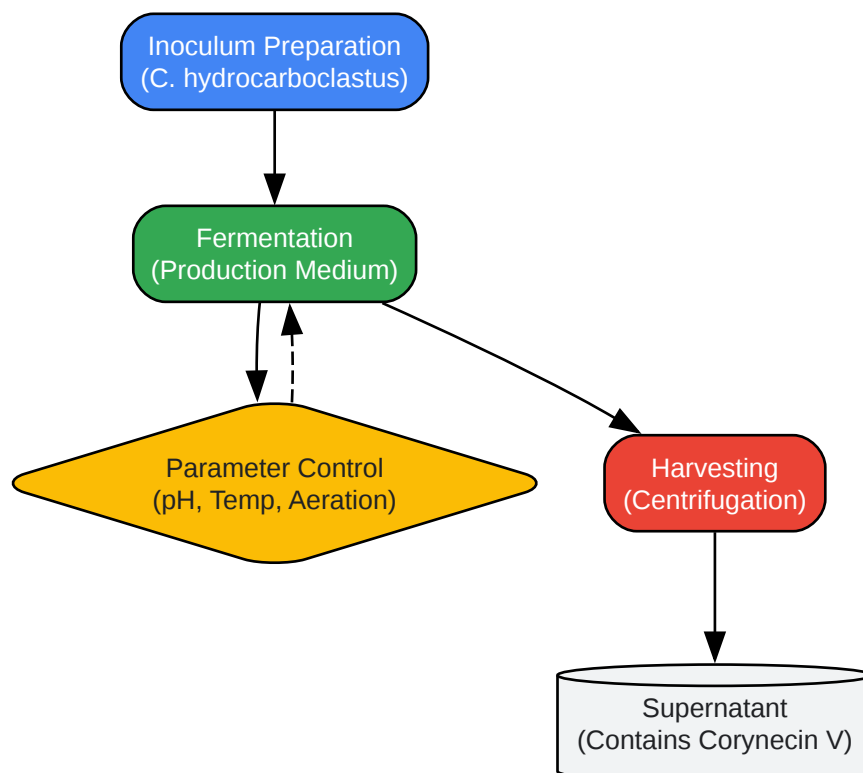 Inoculum Preparation
(C. hydrocarboclastus)
Fermentation
(Production Medium)
Parameter Control
(pH, Temp, Aeration)
Harvesting
(Centrifugation)
Supernatant
(Contains Corynecin V)